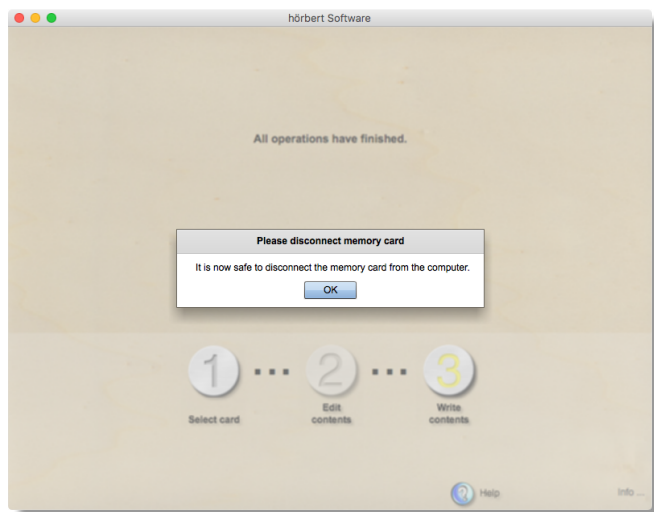 hörbert Software
All operations have finished.
Please disconnect memory card
It is now safe to disconnect the memory card from the computer.
OK
1 ... 2 ... 3
Select card
Edit
contents
Write
contents
Help
Info ...